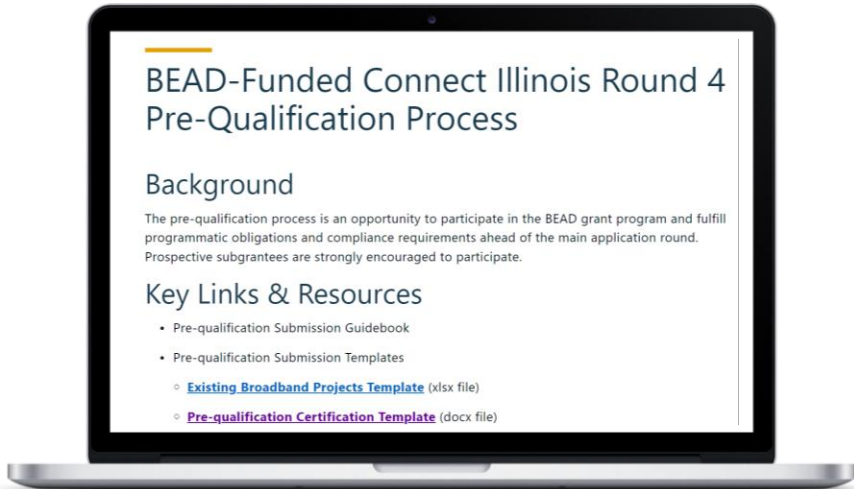 BEAD-Funded Connect Illinois Round 4
Pre-Qualification Process
Background
The pre-qualification process is an opportunity to participate in the BEAD grant program and fulfill
programmatic obligations and compliance requirements ahead of the main application round.
Prospective subgrantees are strongly encouraged to participate.
Key Links & Resources
• Pre-qualification Submission Guidebook
• Pre-qualification Submission Templates
◦ Existing Broadband Projects Template (xlsx file)
◦ Pre-qualification Certification Template (docx file)